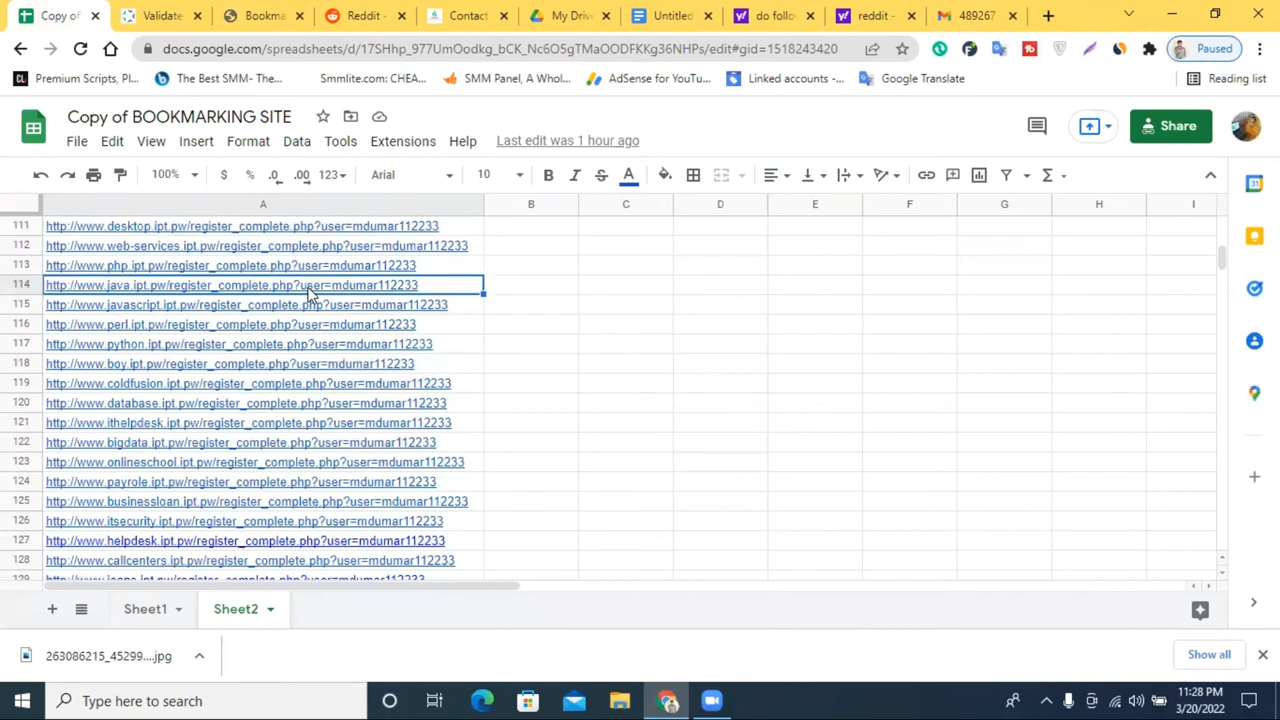 Copy of
Validate
Bookma
Reddit -
Contact
My Drive
Untitled
do follo
reddit -
489267
docs.google.com/spreadsheets/d/17SHhp_977UmOodkg_bCK_Nc6O5gTMaOODFKKg36NHPs/edit#gid=1518243420
Paused
Premium Scripts, Pl...
The Best SMM- The...
Smmlite.com: CHEA...
SMM Panel, A Whol...
AdSense for YouTu...
Linked accounts -...
Google Translate
Reading list
Copy of BOOKMARKING SITE
Share
File Edit View Insert Format Data Tools Extensions Help Last edit was 1 hour ago
100% $ % .0 .00 123 Arial 10 B I S A
A B C D E F G H I
111 http://www.desktop.ipt.pw/register_complete.php?user=mdumar112233
112 http://www.web-services.ipt.pw/register_complete.php?user=mdumar112233
113 http://www.php.ipt.pw/register_complete.php?user=mdumar112233
114 http://www.java.ipt.pw/register_complete.php?user=mdumar112233
115 http://www.javascript.ipt.pw/register_complete.php?user=mdumar112233
116 http://www.perl.ipt.pw/register_complete.php?user=mdumar112233
117 http://www.python.ipt.pw/register_complete.php?user=mdumar112233
118 http://www.boy.ipt.pw/register_complete.php?user=mdumar112233
119 http://www.coldfusion.ipt.pw/register_complete.php?user=mdumar112233
120 http://www.database.ipt.pw/register_complete.php?user=mdumar112233
121 http://www.ithelpdesk.ipt.pw/register_complete.php?user=mdumar112233
122 http://www.bigdata.ipt.pw/register_complete.php?user=mdumar112233
123 http://www.onlineschool.ipt.pw/register_complete.php?user=mdumar112233
124 http://www.payrole.ipt.pw/register_complete.php?user=mdumar112233
125 http://www.businessloan.ipt.pw/register_complete.php?user=mdumar112233
126 http://www.itsecurity.ipt.pw/register_complete.php?user=mdumar112233
127 http://www.helpdesk.ipt.pw/register_complete.php?user=mdumar112233
128 http://www.callcenters.ipt.pw/register_complete.php?user=mdumar112233
129
Sheet1
Sheet2
263086215_45299....jpg
Show all
Type here to search
11:28 PM
3/20/2022